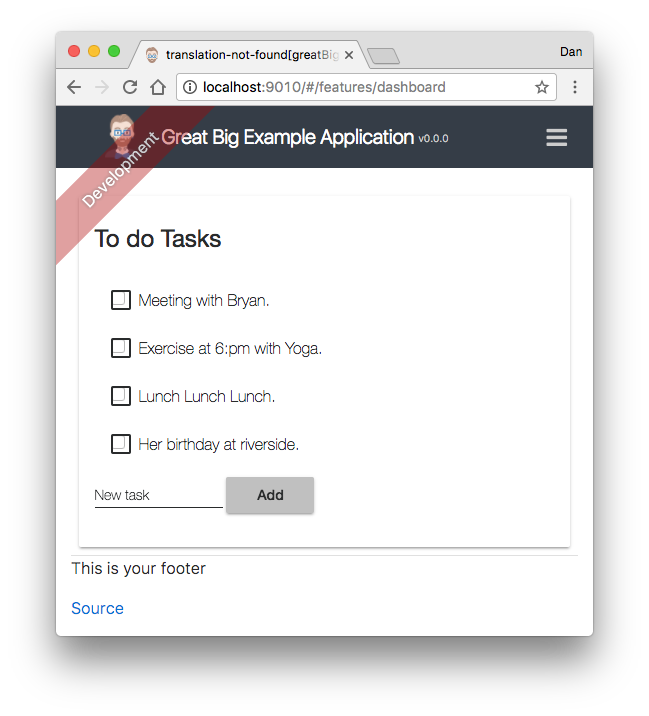 translation-not-found[greatBig
Dan
localhost:9010/#/features/dashboard
Development
Great Big Example Application v0.0.0
To do Tasks
Meeting with Bryan.
Exercise at 6:pm with Yoga.
Lunch Lunch Lunch.
Her birthday at riverside.
New task
Add
This is your footer
Source